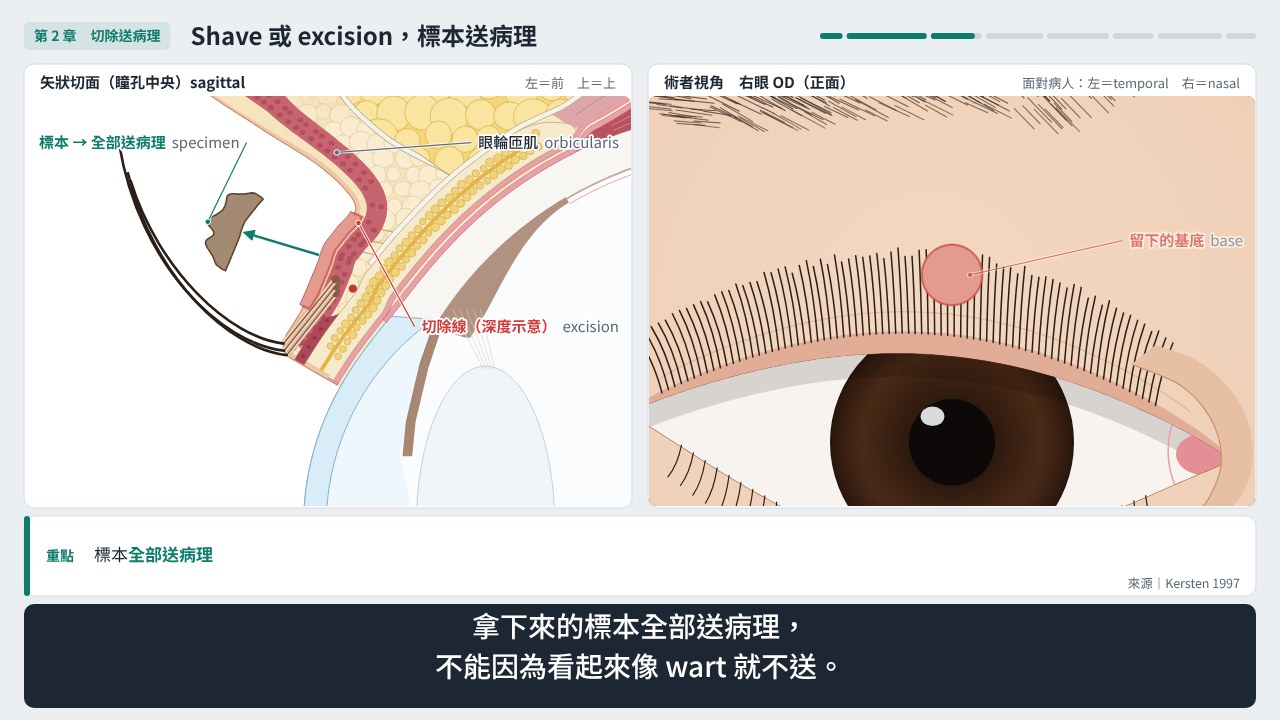 第 2 章　切除送病理
Shave 或 excision，標本送病理
矢狀切面（瞳孔中央）sagittal
左＝前　上＝上
標本 → 全部送病理 specimen
眼輪匝肌 orbicularis
切除線（深度示意） excision
術者視角　右眼 OD（正面）
面對病人：左＝temporal　右＝nasal
留下的基底 base
重點　標本全部送病理
來源｜Kersten 1997
拿下來的標本全部送病理，
不能因為看起來像 wart 就不送。